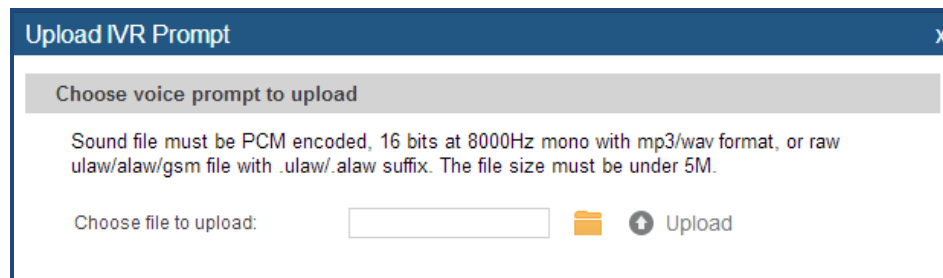 Upload IVR Prompt x
Choose voice prompt to upload
Sound file must be PCM encoded, 16 bits at 8000Hz mono with mp3/wav format, or raw
ulaw/alaw/gsm file with .ulaw/.alaw suffix. The file size must be under 5M.
Choose file to upload: Upload